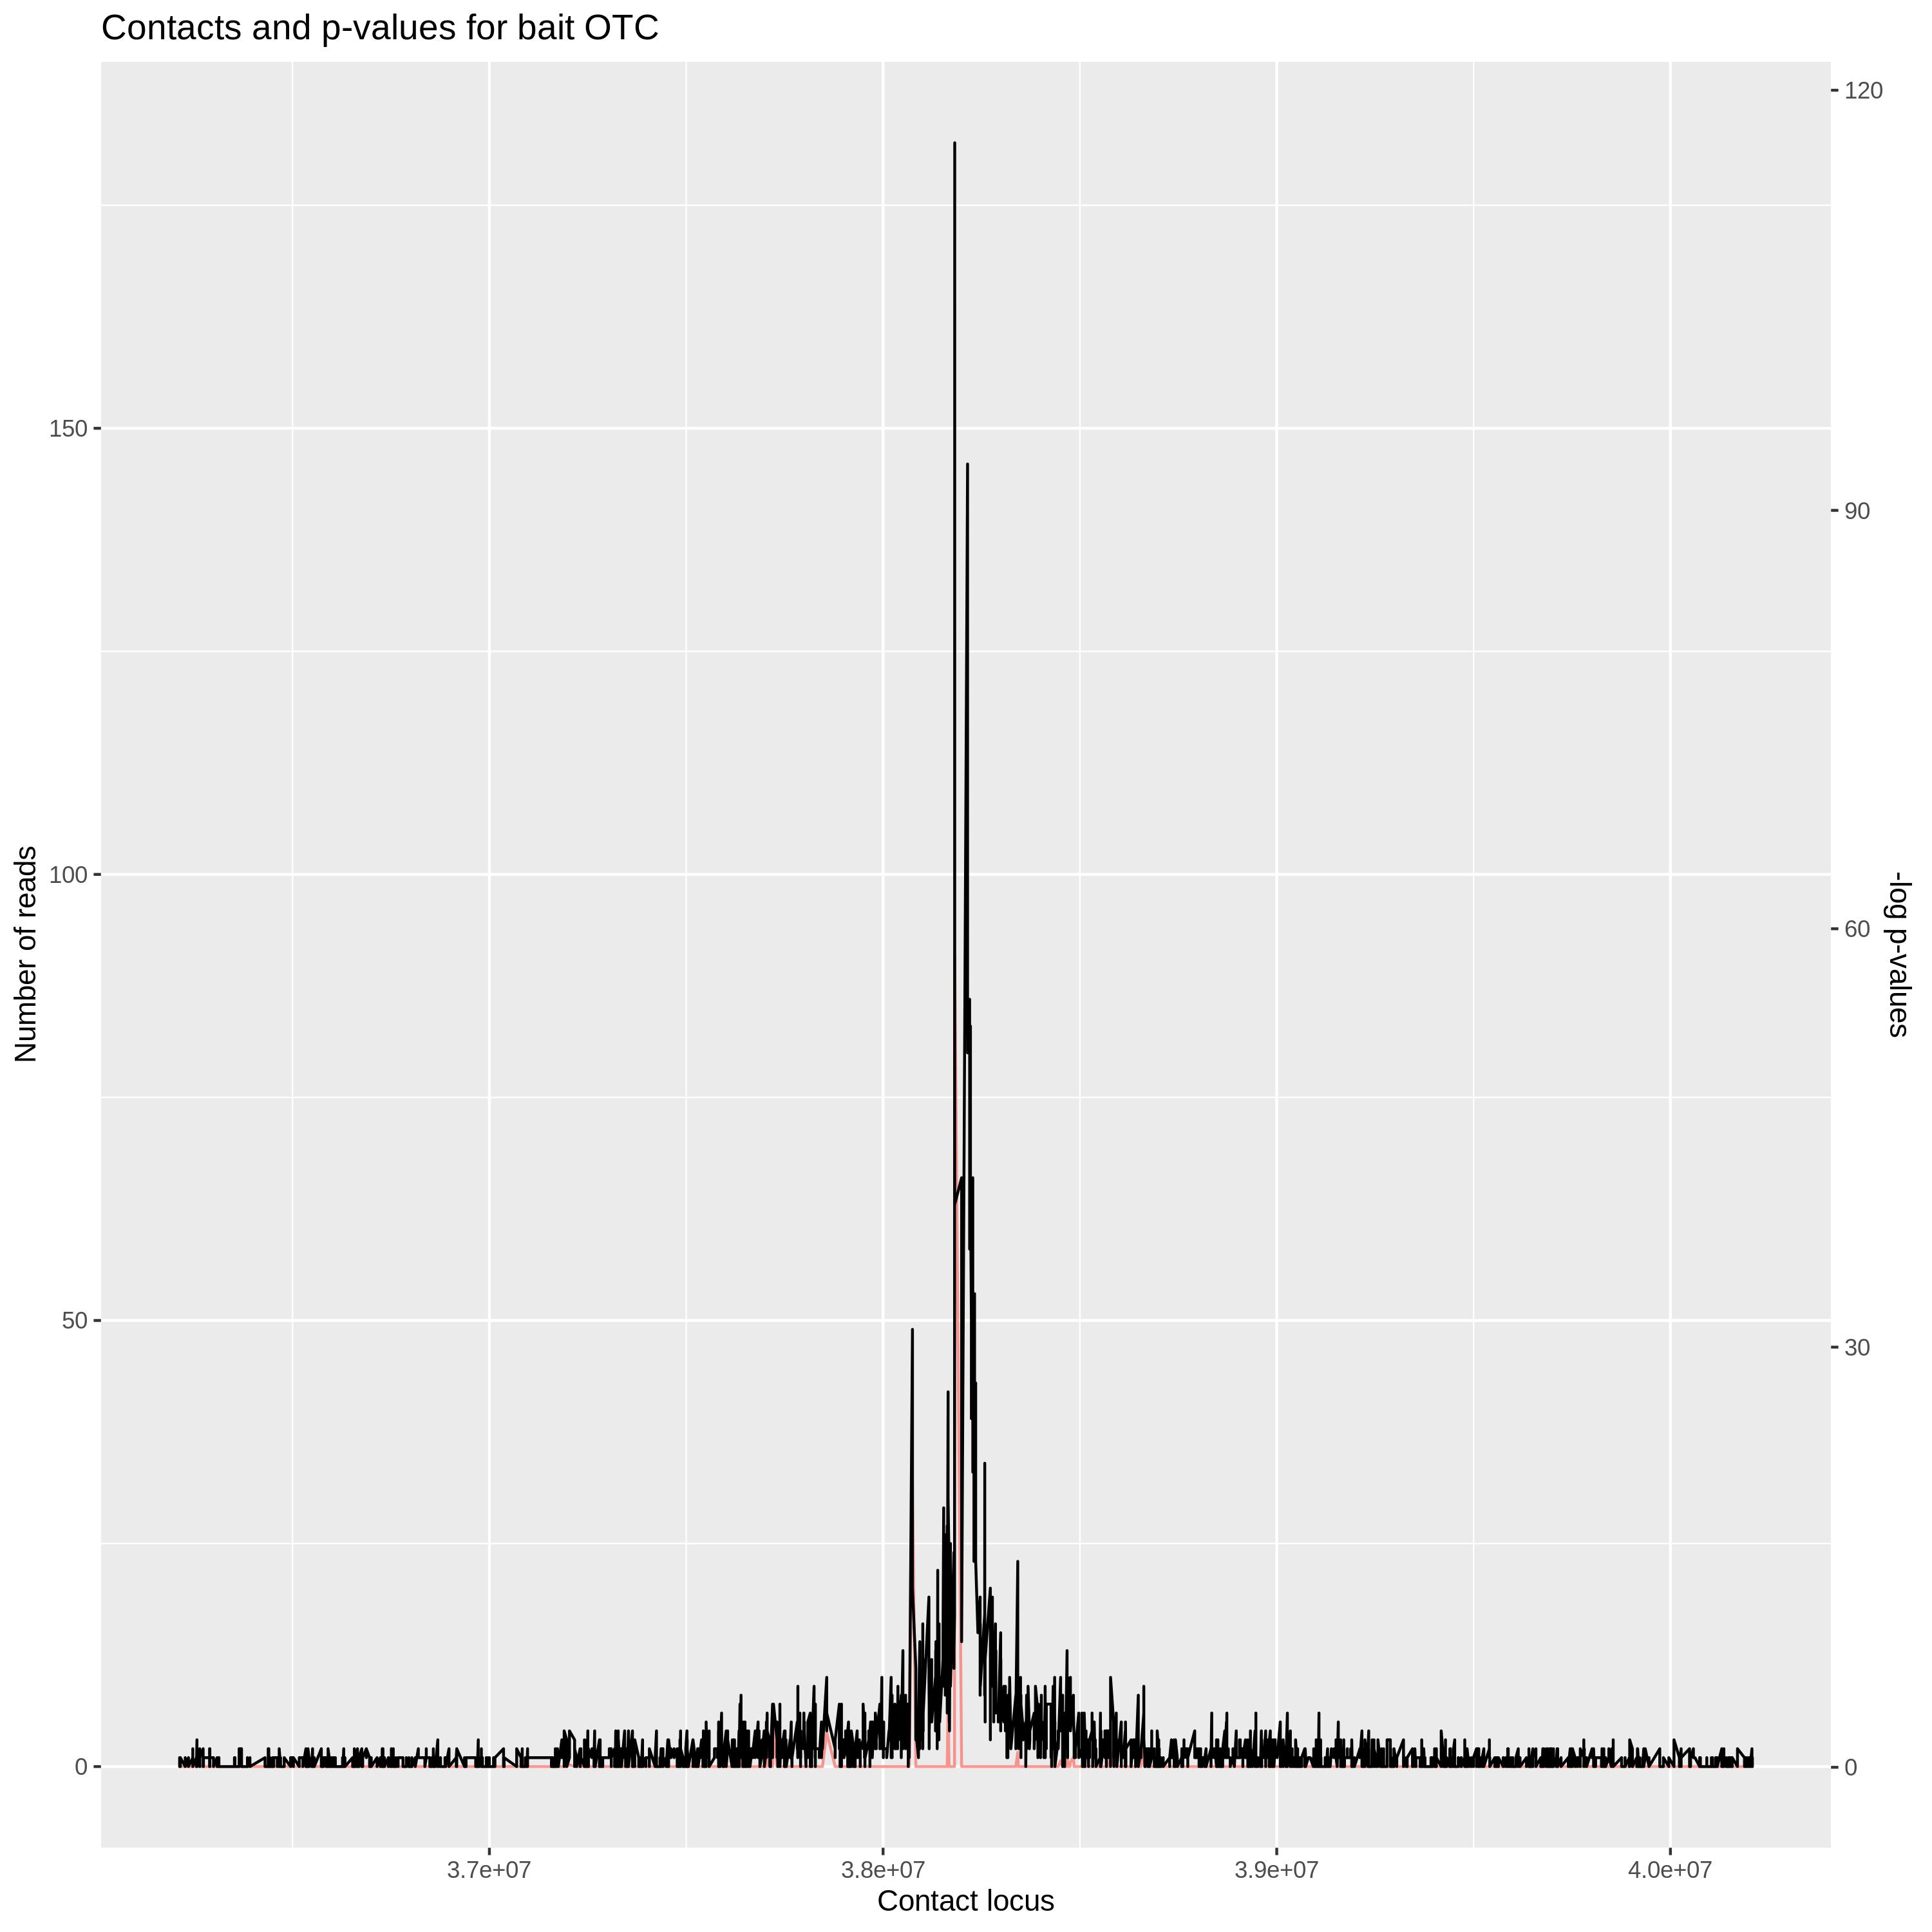 Contacts and p-values for bait OTC
120
150
90
Number of reads
100
-log p-values
60
50
30
0
0
3.7e+07
3.8e+07
3.9e+07
4.0e+07
Contact locus